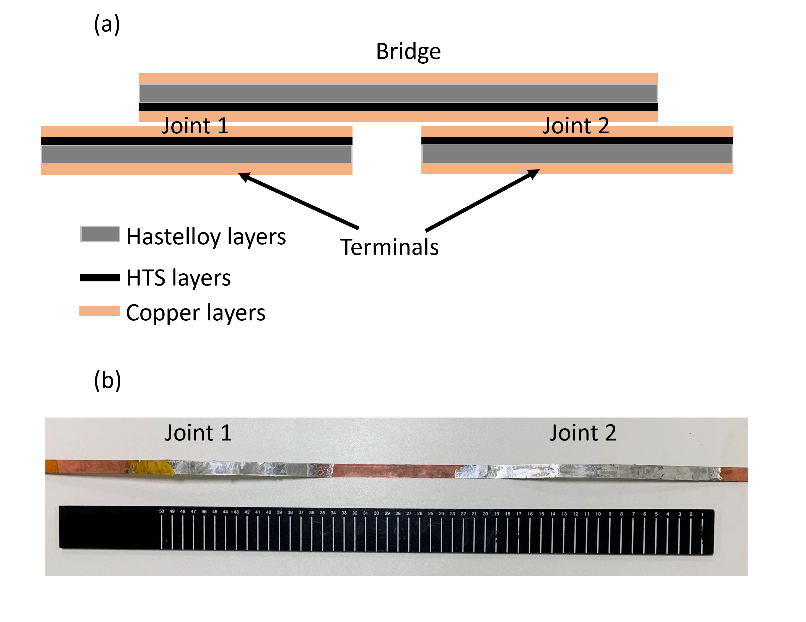 (a)
Bridge
Joint 1
Joint 2
Terminals
Hastelloy layers
HTS layers
Copper layers
(b)
Joint 1
Joint 2